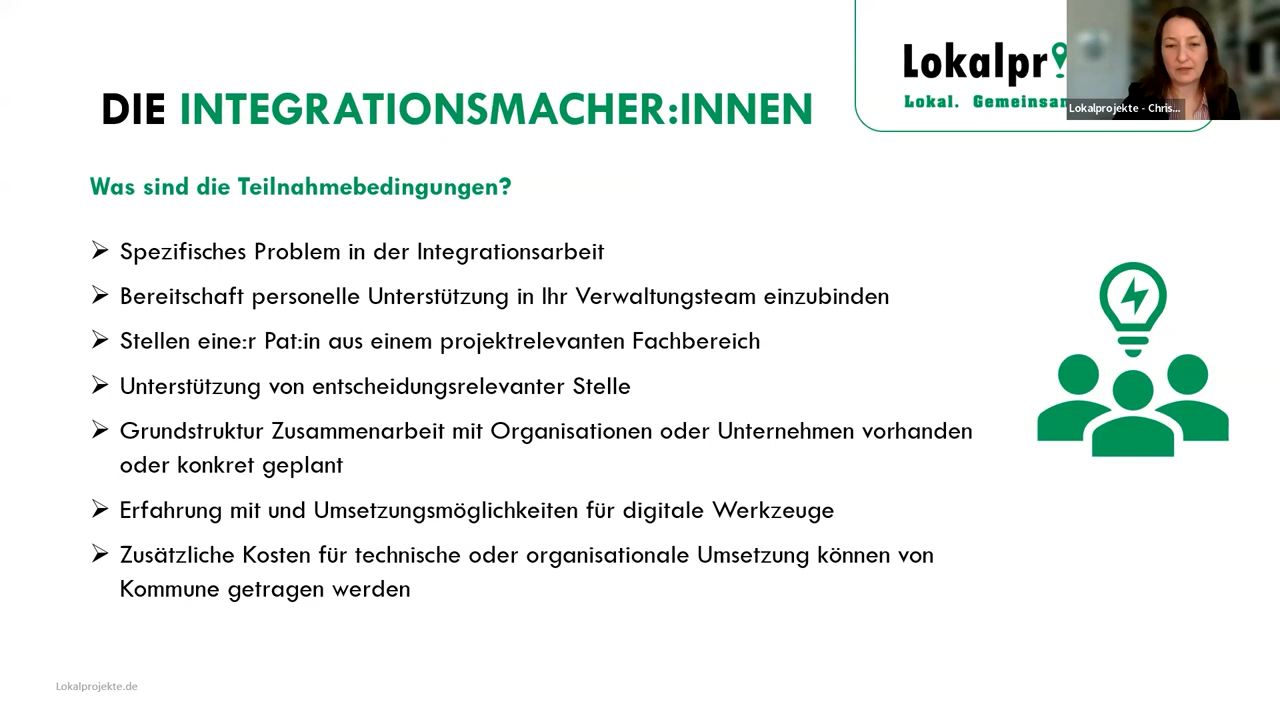 DIE INTEGRATIONSMACHER:INNEN
Lokalpr
Lokal. Gemeinsam
Lokalprojekte - Chris...
Was sind die Teilnahmebedingungen?
Spezifisches Problem in der Integrationsarbeit
Bereitschaft personelle Unterstützung in Ihr Verwaltungsteam einzubinden
Stellen eine:r Pat:in aus einem projektrelevanten Fachbereich
Unterstützung von entscheidungsrelevanter Stelle
Grundstruktur Zusammenarbeit mit Organisationen oder Unternehmen vorhanden
oder konkret geplant
Erfahrung mit und Umsetzungsmöglichkeiten für digitale Werkzeuge
Zusätzliche Kosten für technische oder organisationale Umsetzung können von
Kommune getragen werden
Lokalprojekte.de